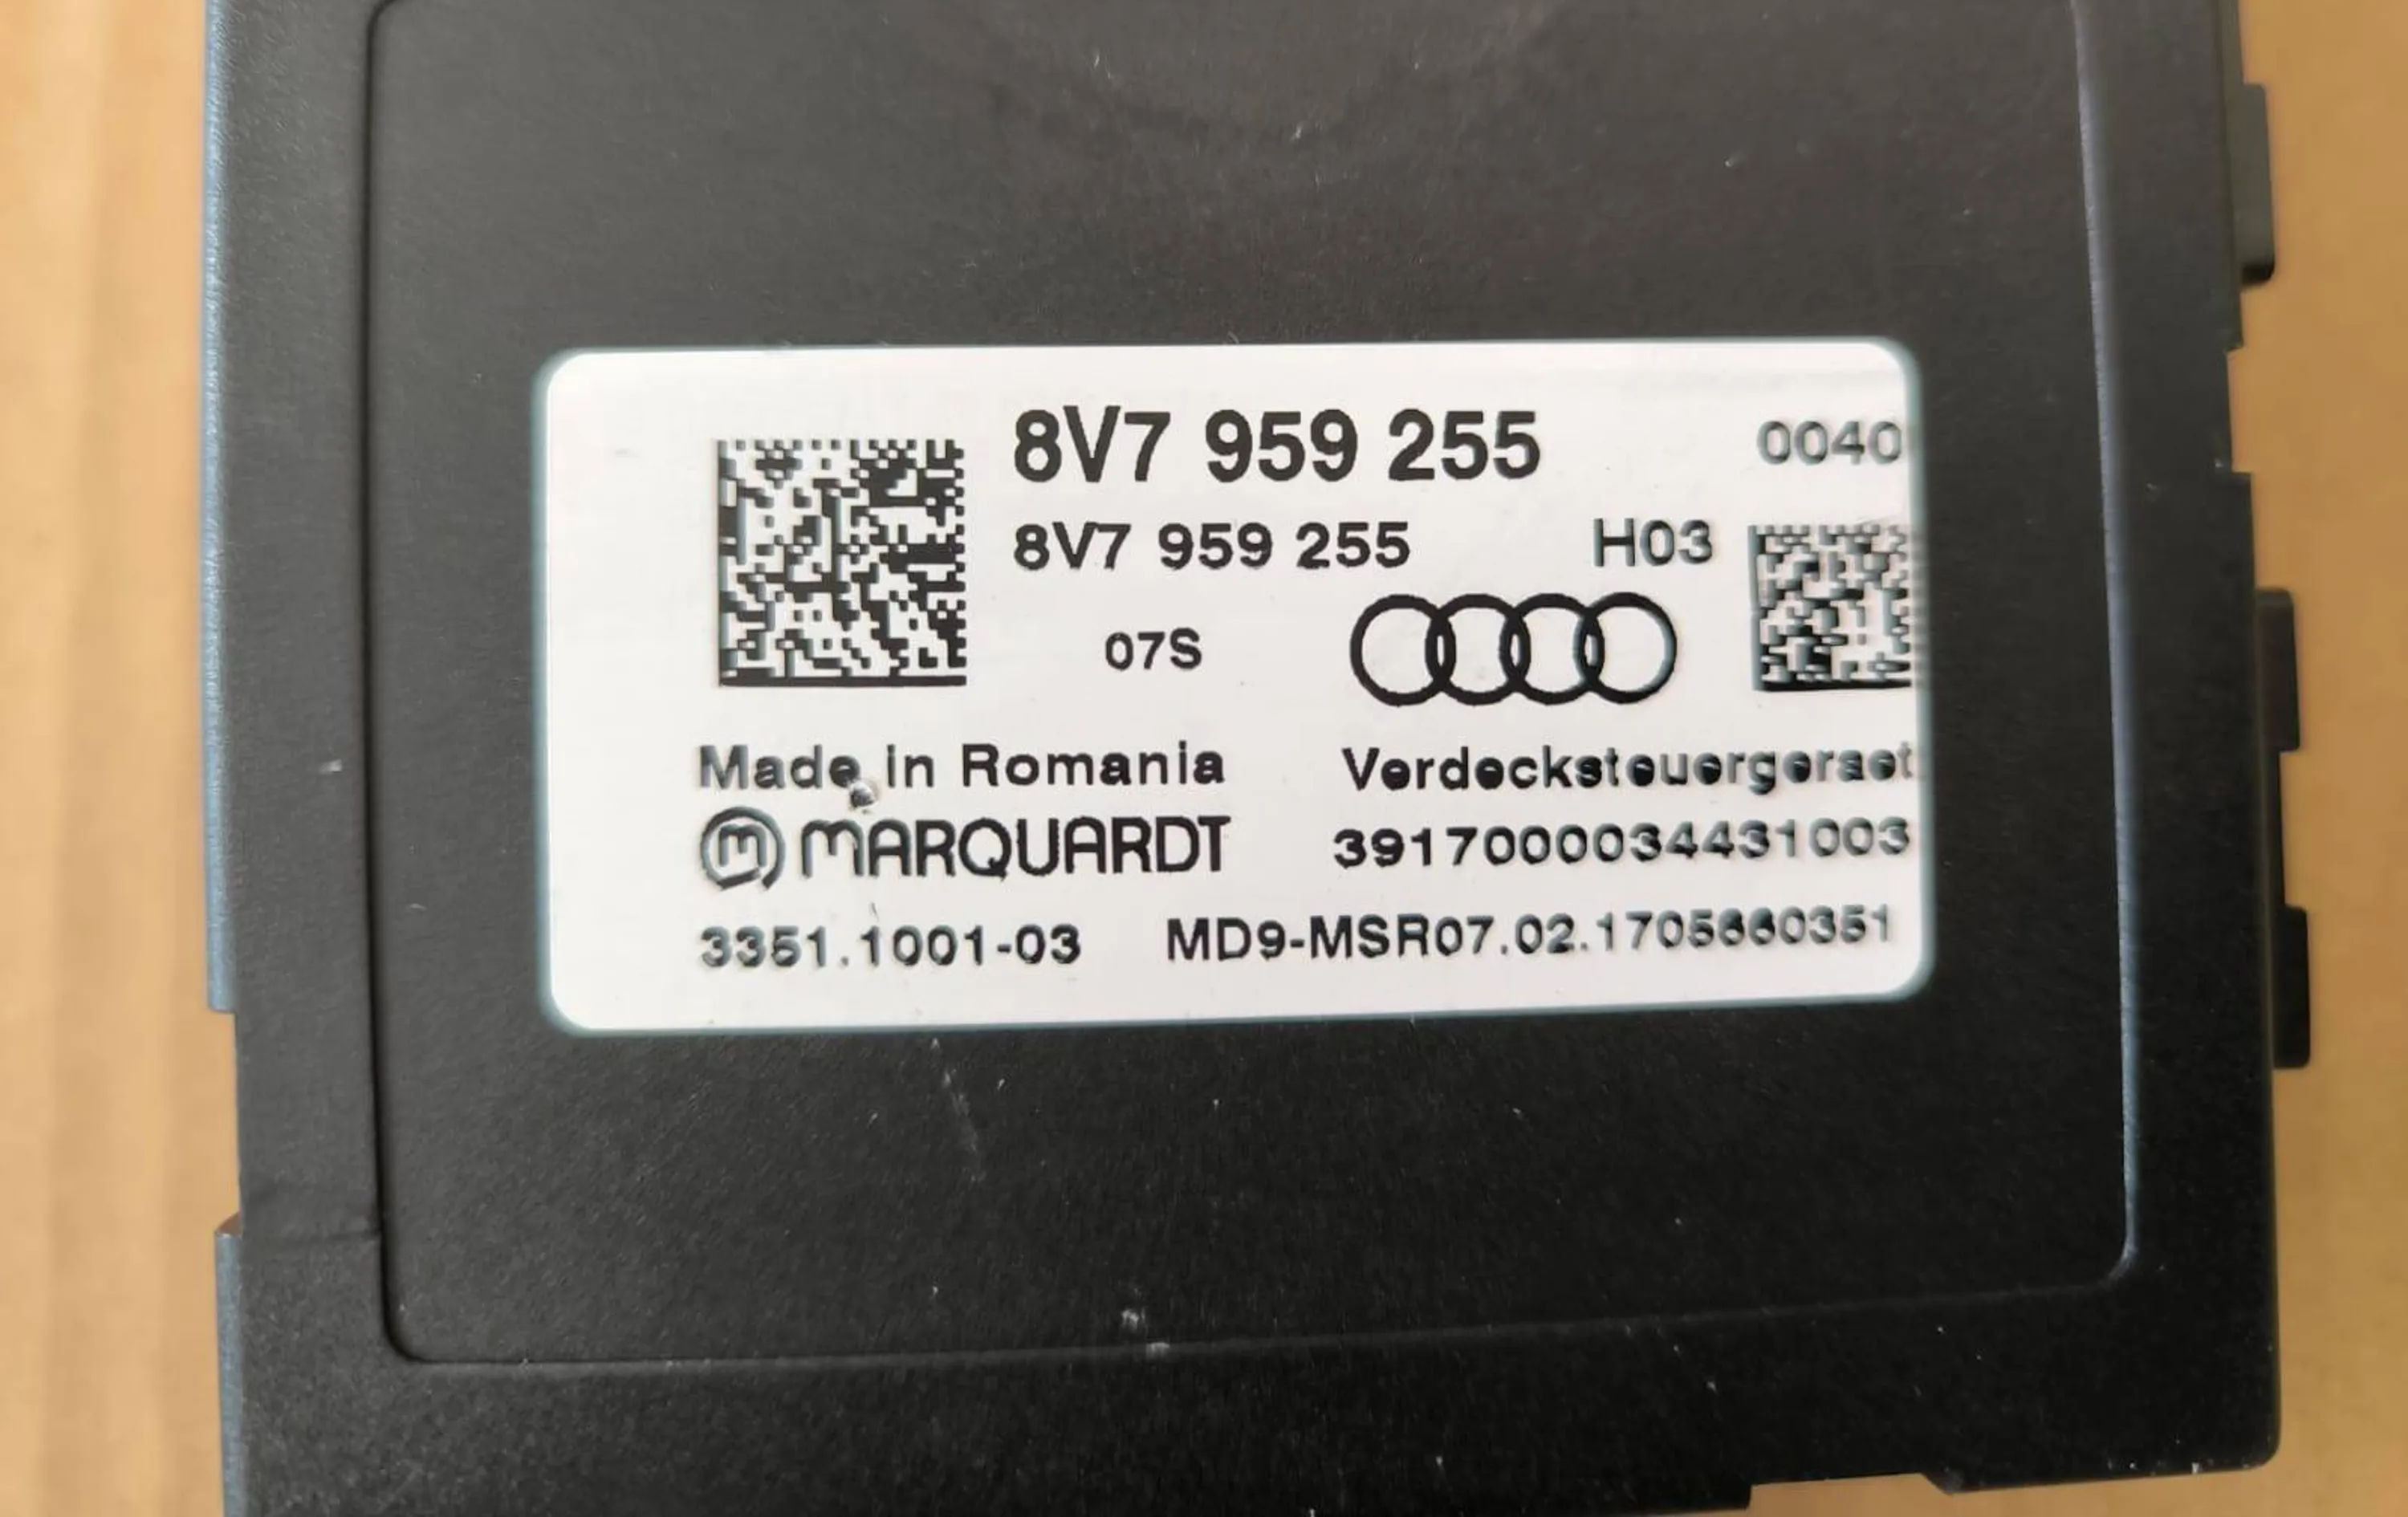 8V7 959 255 0040
8V7 959 255 H03
07S
Made in Romania Verdecksteuergeraet
MARQUARDT 3917000034431003
3351.1001-03 MD9-MSR07.02.1705660351